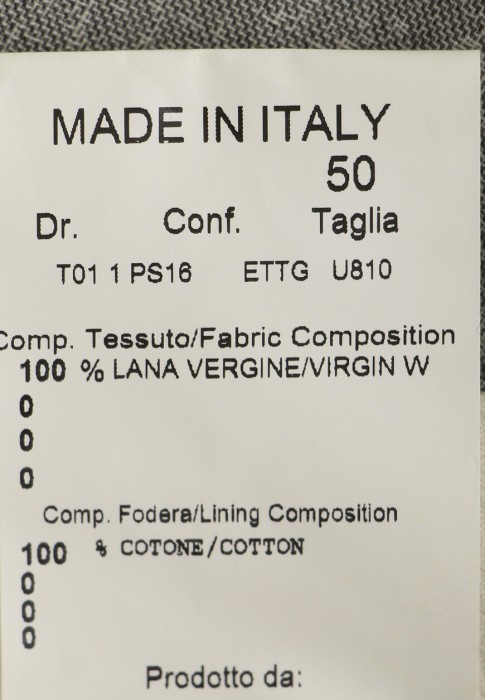 MADE IN ITALY
50
Dr. Conf. Taglia
T01 1 PS16 ETTG U810
Comp. Tessuto/Fabric Composition
100 % LANA VERGINE/VIRGIN W
0
0
0
Comp. Fodera/Lining Composition
100 % COTONE/COTTON
0
0
0
Prodotto da: